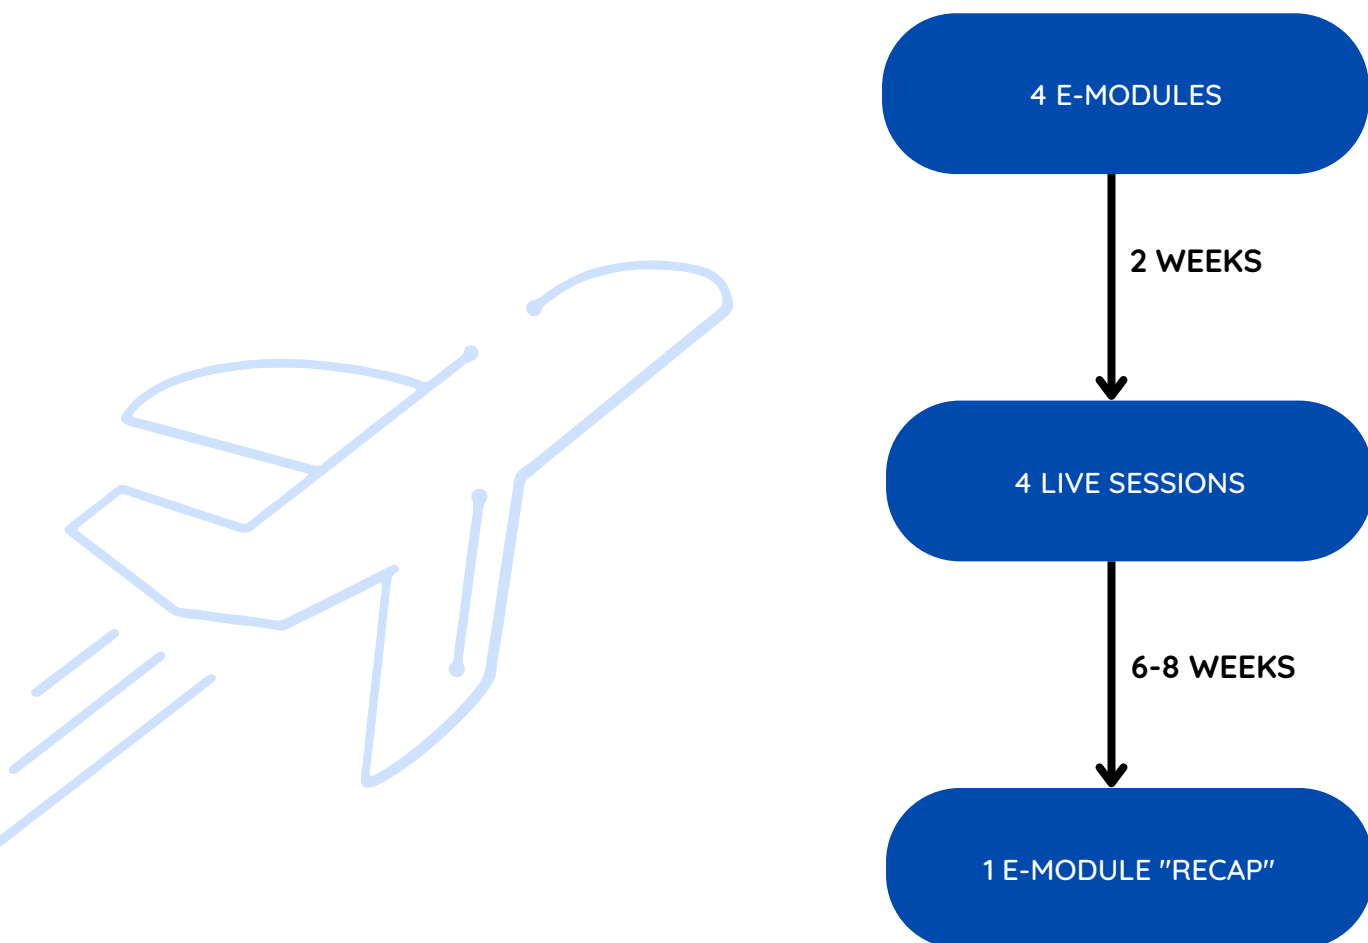 4 E-MODULES
2 WEEKS
4 LIVE SESSIONS
6-8 WEEKS
1 E-MODULE "RECAP"